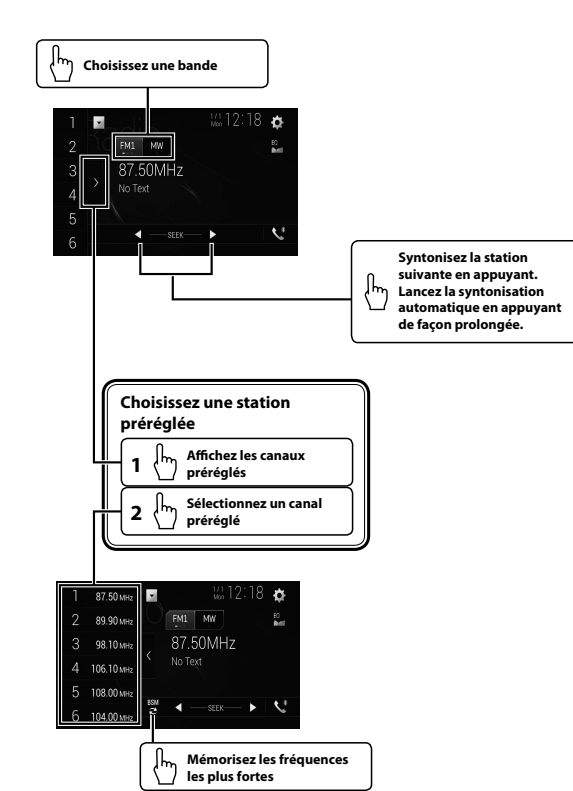 Choisissez une bande
1
2
3
4
5
6
1/1
Mon
12:18
EQ
FM1 MW
87.50MHz
No Text
SEEK
Syntonisez la station
suivante en appuyant.
Lancez la syntonisation
automatique en appuyant
de façon prolongée.
Choisissez une station
préréglée
1 Affichez les canaux
préréglés
2 Sélectionnez un canal
préréglé
1 87.50 MHz
2 89.90 MHz
3 98.10 MHz
4 106.10 MHz
5 108.00 MHz
6 104.00 MHz
1/1
Mon
12:18
EQ
FM1 MW
87.50MHz
No Text
BSM
SEEK
Mémorisez les fréquences
les plus fortes